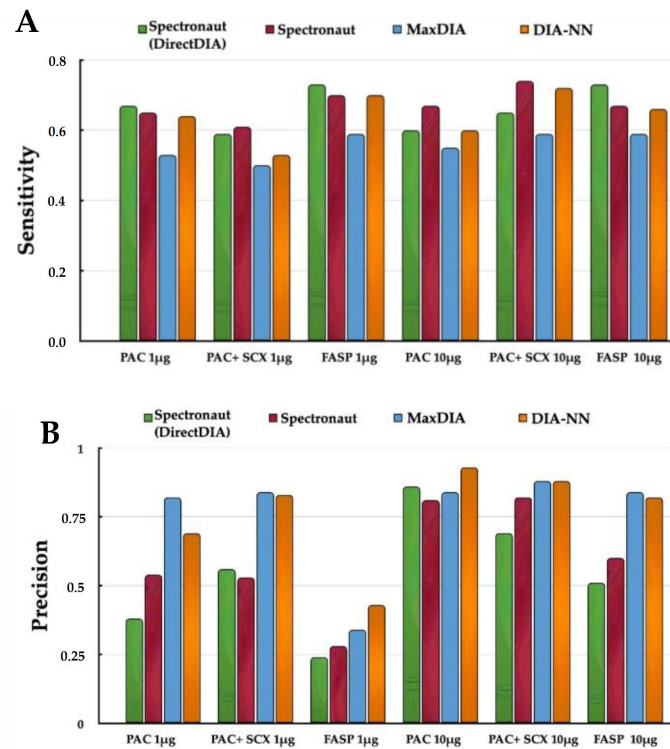 A
Spectronaut
(DirectDIA)
Spectronaut
MaxDIA
DIA-NN
Sensitivity
0.8
0.6
0.4
0.2
0.0
PAC 1µg
PAC+ SCX 1µg
FASP 1µg
PAC 10µg
PAC+ SCX 10µg
FASP 10µg
B
Spectronaut
(DirectDIA)
Spectronaut
MaxDIA
DIA-NN
Precision
1
0.75
0.5
0.25
0
PAC 1µg
PAC+ SCX 1µg
FASP 1µg
PAC 10µg
PAC+ SCX 10µg
FASP 10µg